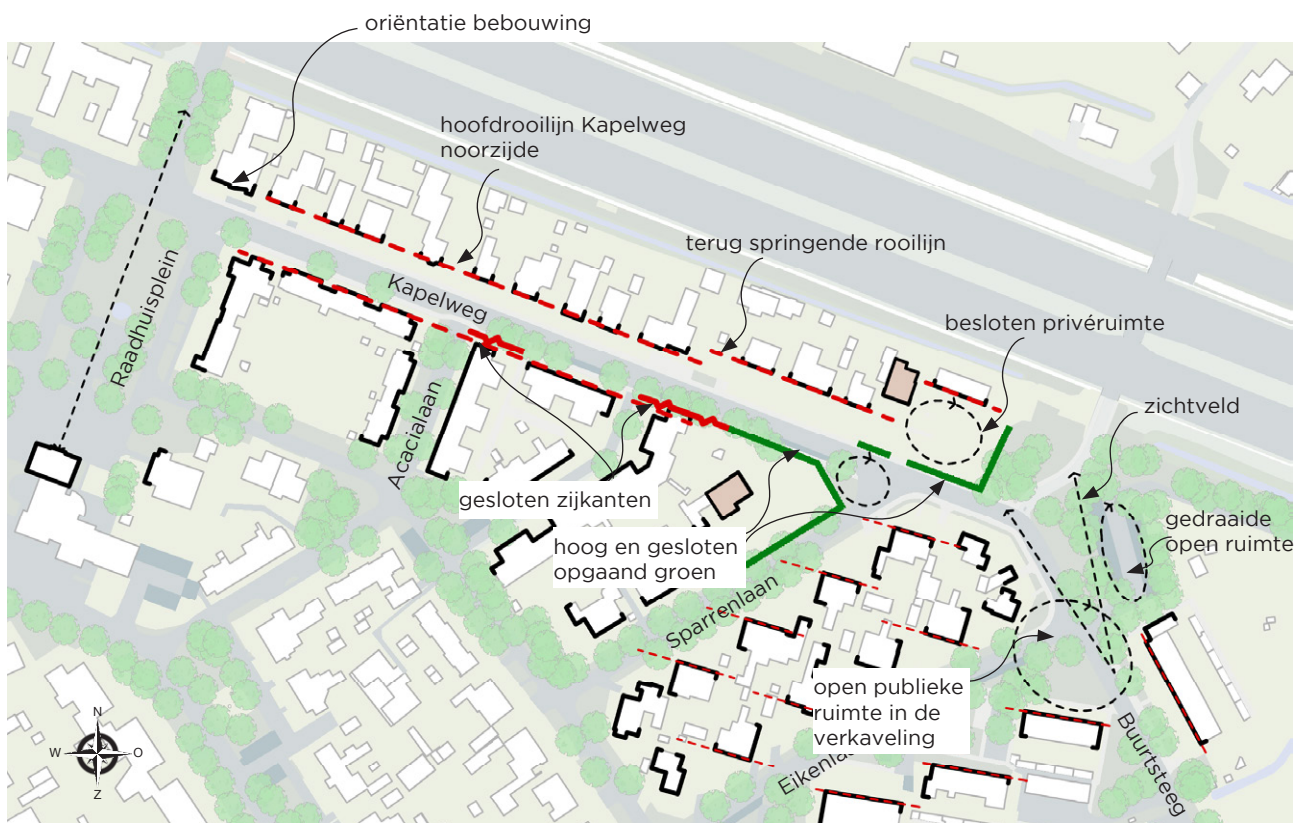 oriëntatie bebouwing
hoofdrooilijn Kapelweg
noorzijde
terug springende rooilijn
besloten privéruimte
zichtveld
gedraaide
open ruimte
Kapelweg
Raadhuisplein
Acacialaan
gesloten zijkanten
hoog en gesloten
opgaand groen
Sparrenlaan
open publieke
ruimte in de
verkaveling
Eikenla
Buurtsteeg
N
W
O
Z